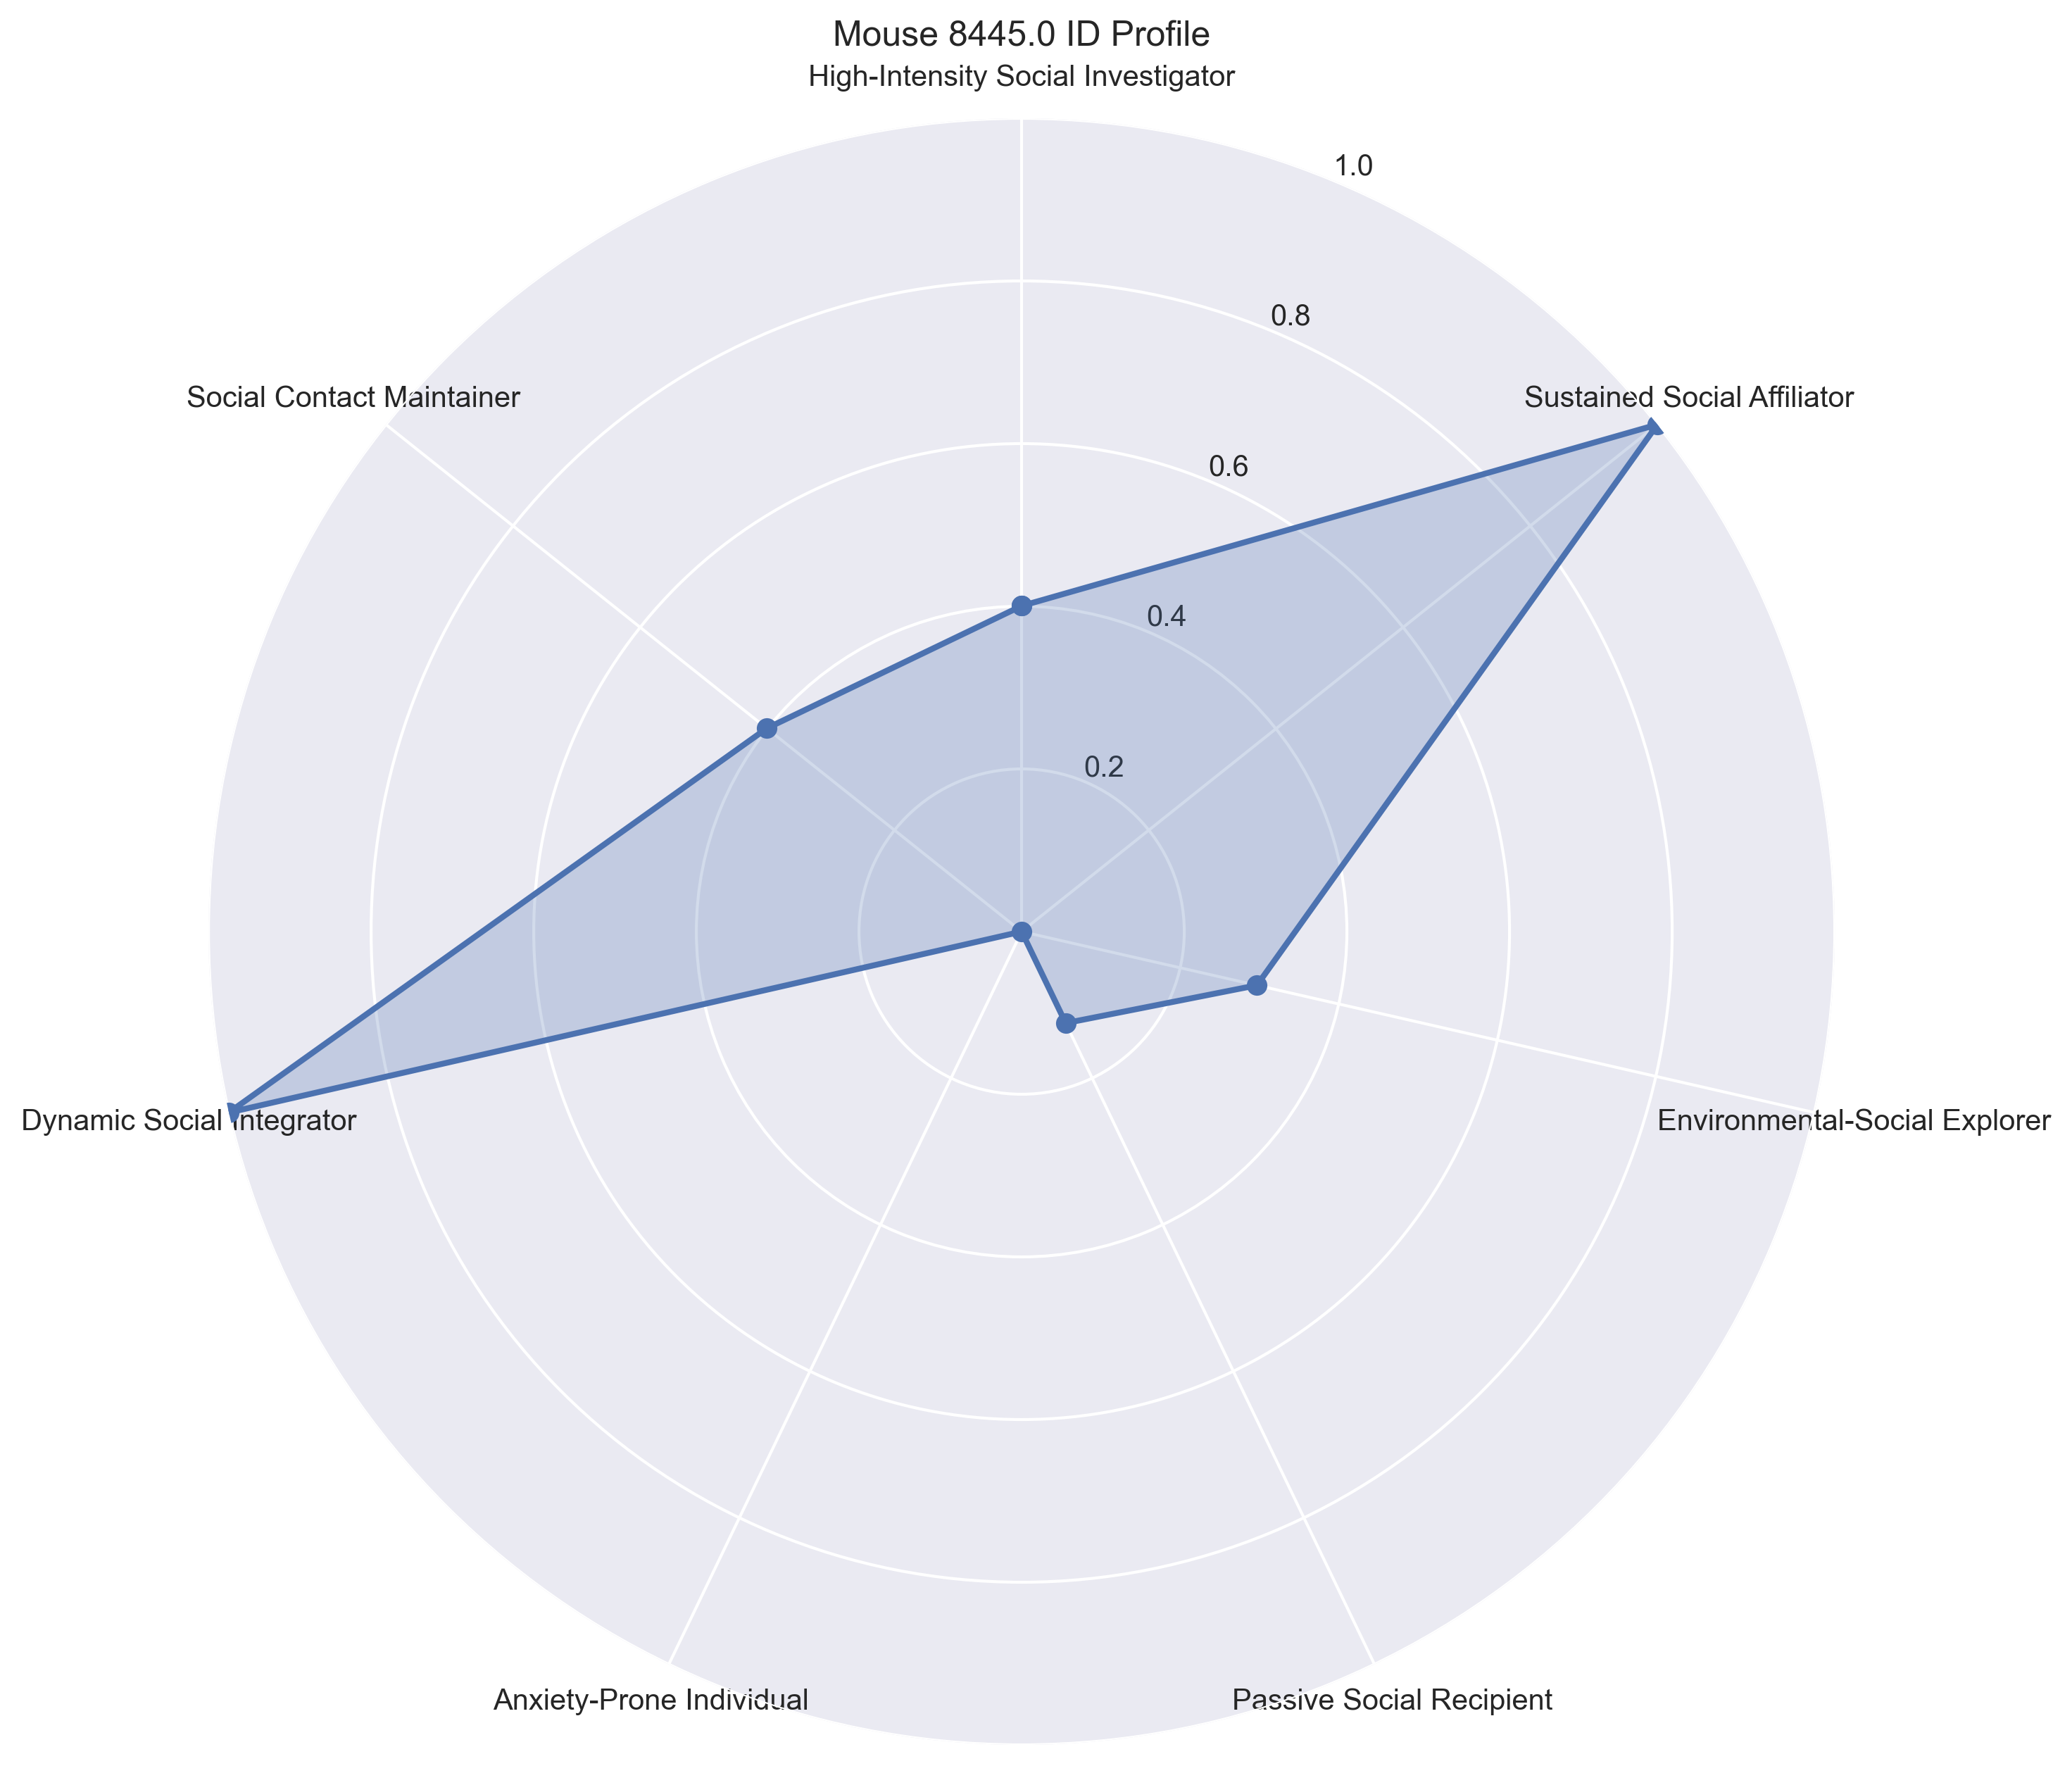 Mouse 8445.0 ID Profile
High-Intensity Social Investigator
1.0
0.8
Social Contact Maintainer
Sustained Social Affiliator
0.6
0.4
0.2
Dynamic Social Integrator
Environmental-Social Explorer
Anxiety-Prone Individual
Passive Social Recipient